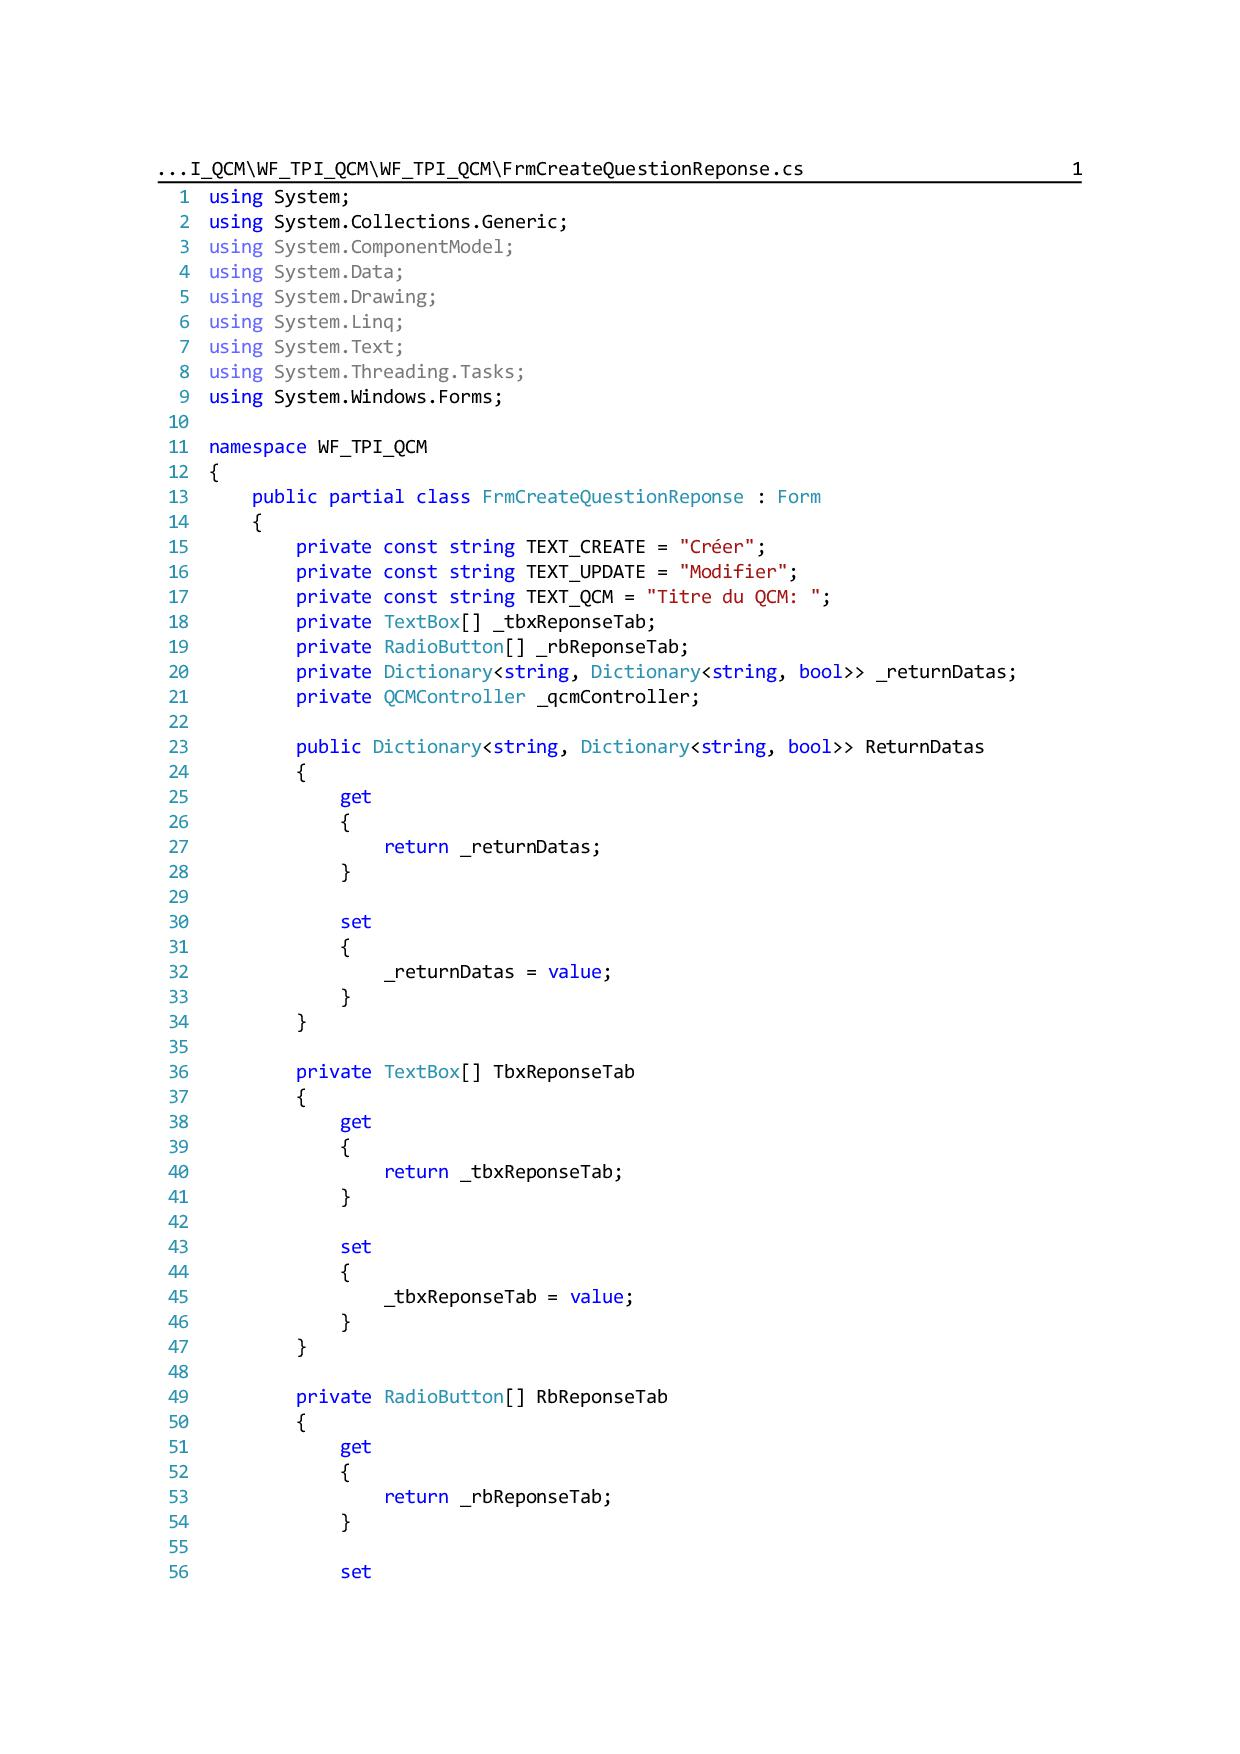 ...I_QCM\WF_TPI_QCM\WF_TPI_QCM\FrmCreateQuestionReponse.cs 1
1 using System;
2 using System.Collections.Generic;
3 using System.ComponentModel;
4 using System.Data;
5 using System.Drawing;
6 using System.Linq;
7 using System.Text;
8 using System.Threading.Tasks;
9 using System.Windows.Forms;
10
11 namespace WF_TPI_QCM
12 {
13     public partial class FrmCreateQuestionReponse : Form
14     {
15         private const string TEXT_CREATE = "Créer";
16         private const string TEXT_UPDATE = "Modifier";
17         private const string TEXT_QCM = "Titre du QCM: ";
18         private TextBox[] _tbxReponseTab;
19         private RadioButton[] _rbReponseTab;
20         private Dictionary<string, Dictionary<string, bool>> _returnDatas;
21         private QCMController _qcmController;
22
23         public Dictionary<string, Dictionary<string, bool>> ReturnDatas
24         {
25             get
26             {
27                 return _returnDatas;
28             }
29
30             set
31             {
32                 _returnDatas = value;
33             }
34         }
35
36         private TextBox[] TbxReponseTab
37         {
38             get
39             {
40                 return _tbxReponseTab;
41             }
42
43             set
44             {
45                 _tbxReponseTab = value;
46             }
47         }
48
49         private RadioButton[] RbReponseTab
50         {
51             get
52             {
53                 return _rbReponseTab;
54             }
55
56             set